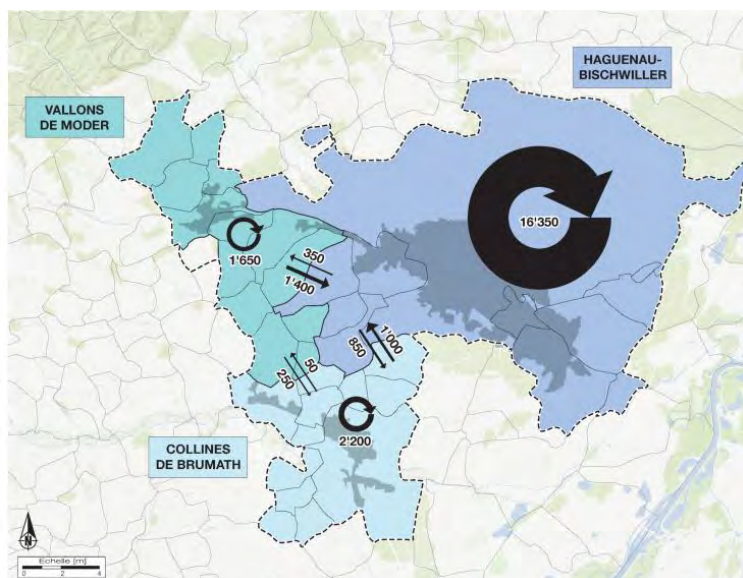 HAGUENAU-
BISCHWILLER
VALLONS
DE MODER
16'350
1'650
350
1'400
1'000
850
50
250
2'200
COLLINES
DE BRUMATH
N
Echelle [m]
0 2 4